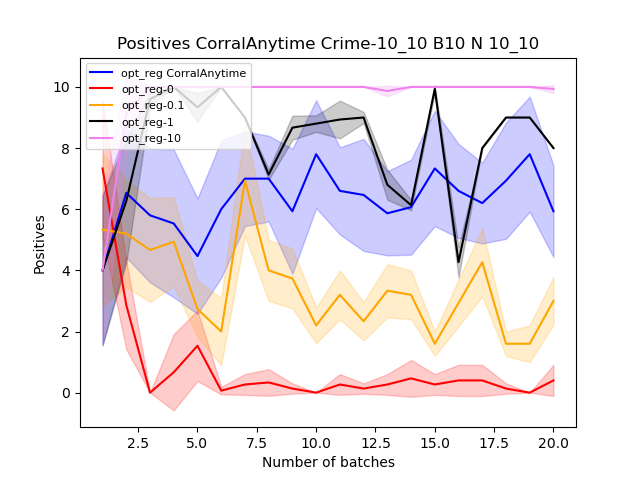 Positives CorralAnytime Crime-10_10 B10 N 10_10
opt_reg CorralAnytime
opt_reg-0
opt_reg-0.1
opt_reg-1
opt_reg-10
10
8
6
4
2
0
Positives
2.5 5.0 7.5 10.0 12.5 15.0 17.5 20.0
Number of batches